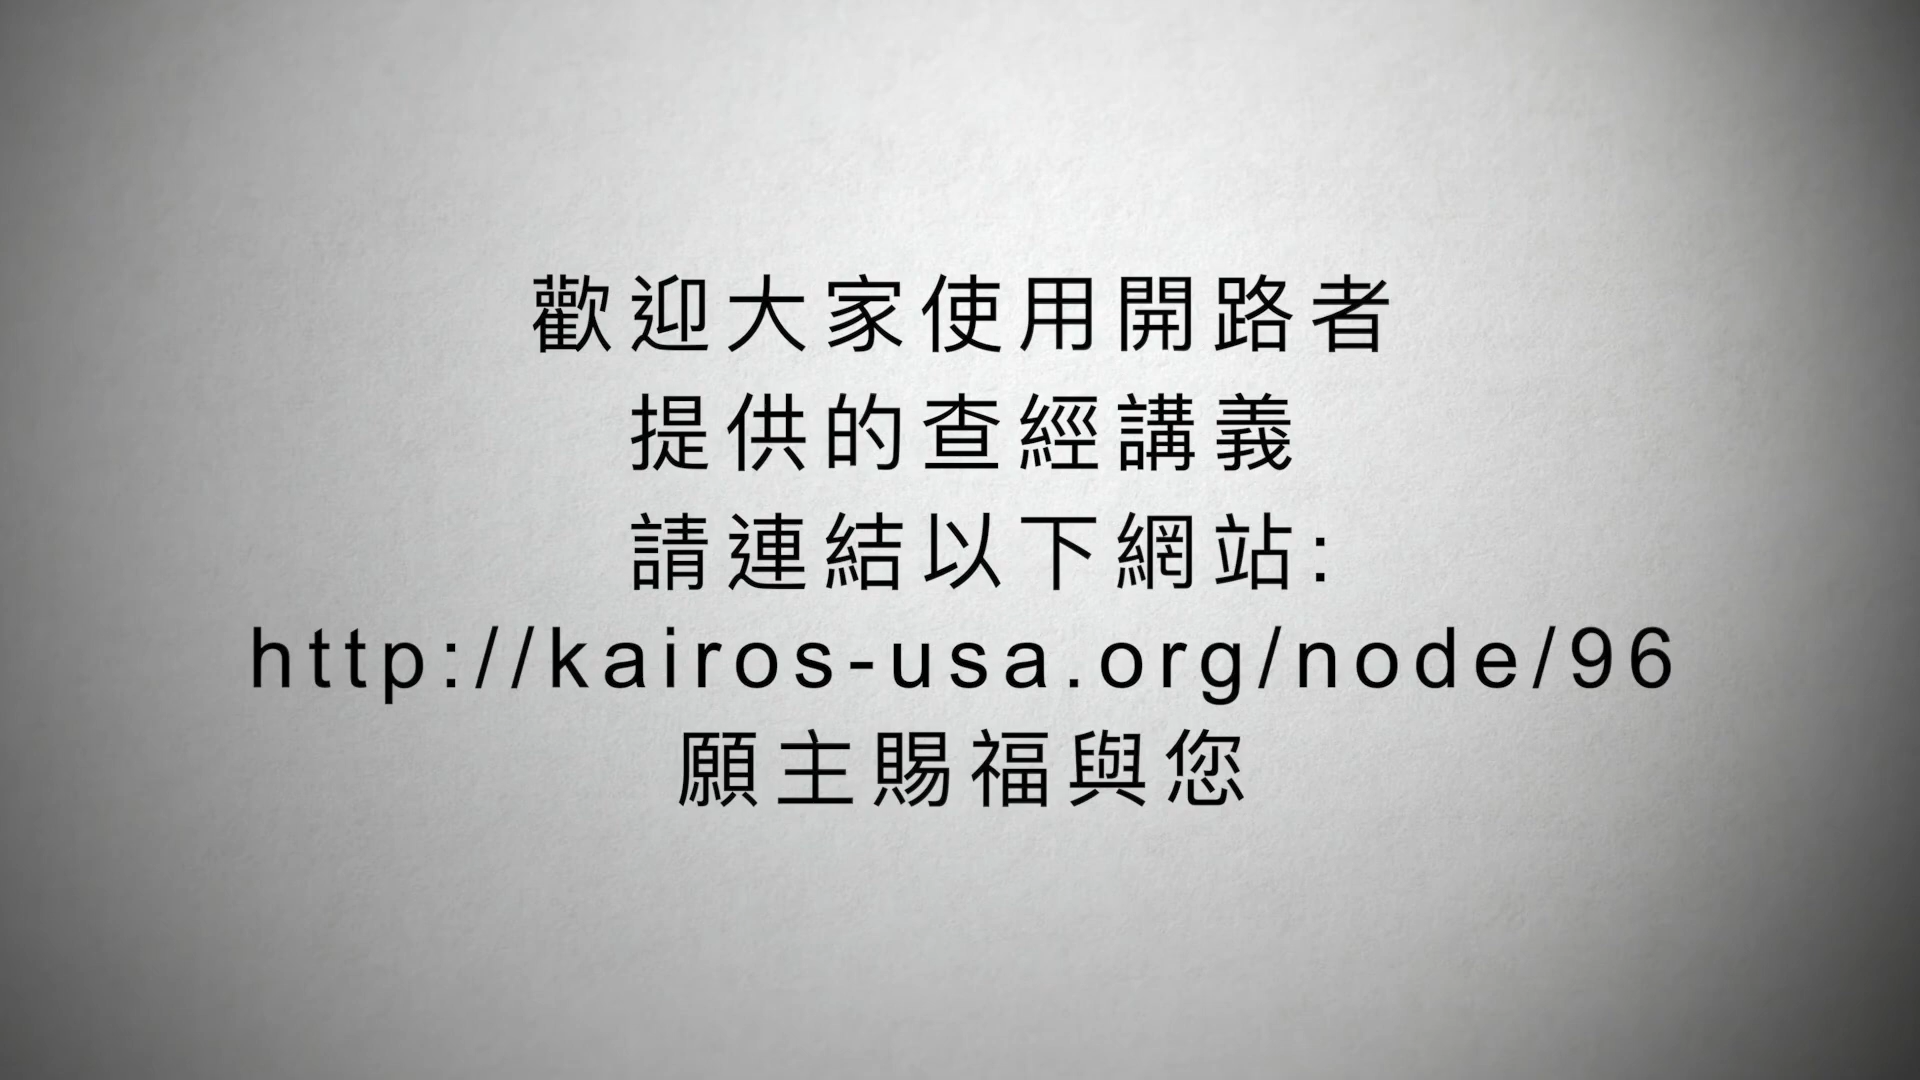 歡迎大家使用開路者
提供的查經講義
請連結以下網站:
http://kairos-usa.org/node/96
願主賜福與您